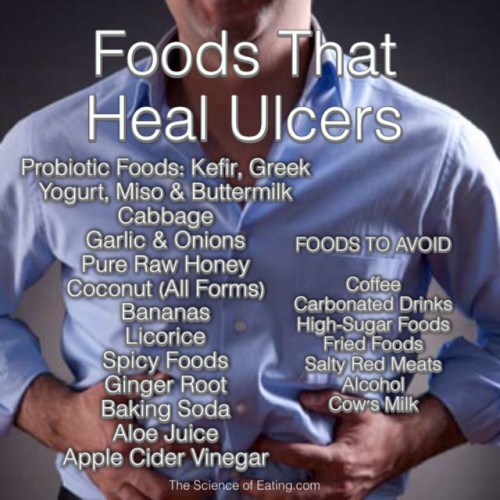 Foods That
Heal Ulcers
Probiotic Foods: Kefir, Greek
Yogurt, Miso & Buttermilk
Cabbage
Garlic & Onions
Pure Raw Honey
Coconut (All Forms)
Bananas
Licorice
Spicy Foods
Ginger Root
Baking Soda
Aloe Juice
Apple Cider Vinegar
FOODS TO AVOID
Coffee
Carbonated Drinks
High-Sugar Foods
Fried Foods
Salty Red Meats
Alcohol
Cow's Milk
The Science of Eating.com